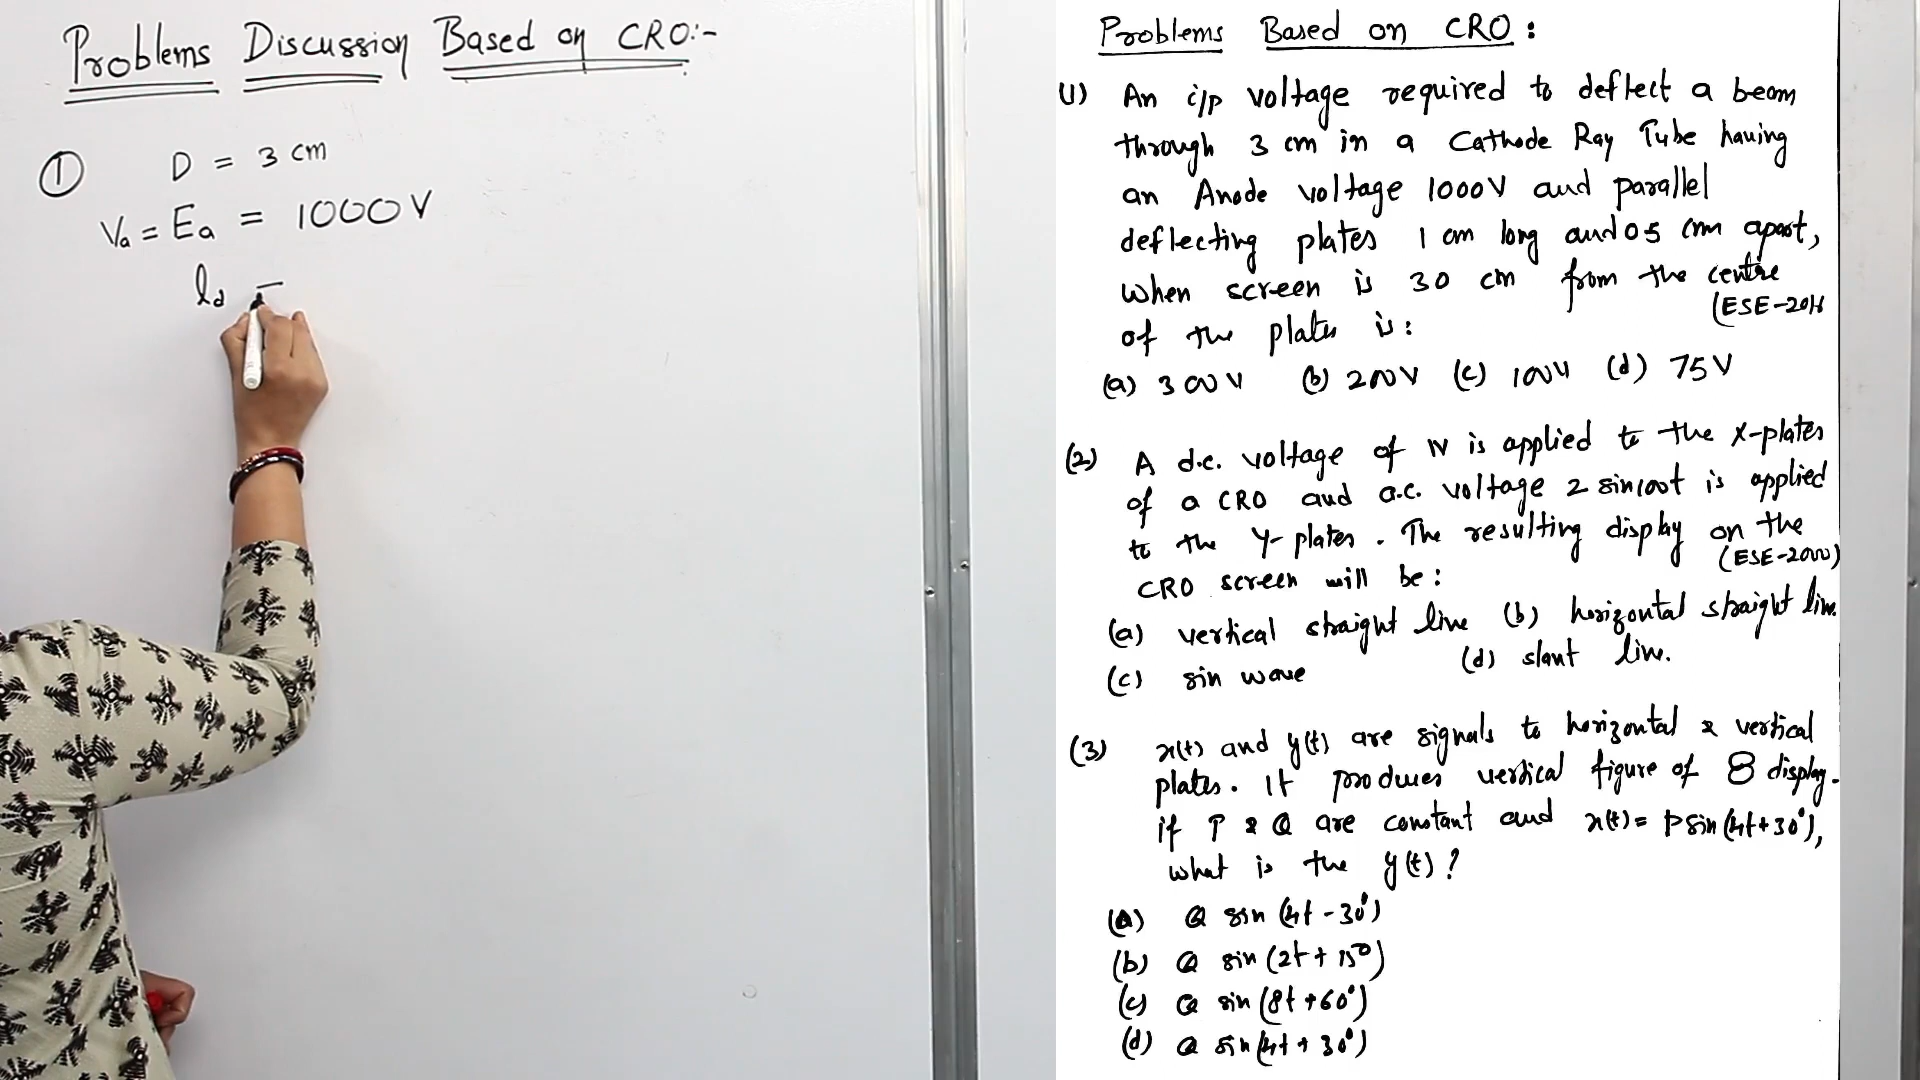 Problems Discussion Based on CRO:-
① D = 3 cm
Va = Ea = 1000V
ld =
Problems Based on CRO :
(1) An i/p voltage required to deflect a beam
through 3 cm in a Cathode Ray Tube having
an Anode voltage 1000V and parallel
deflecting plates 1 cm long and 05 cm apart,
when screen is 30 cm from the centre
of the plates is:
(a) 300V (b) 200V (c) 100V (d) 75V
(2) A d.c. voltage of 1V is applied to the X-plates
of a CRO and a.c. voltage 2 sin100t is applied
to the Y-plates. The resulting display on the
CRO screen will be:
(a) vertical straight line (b) horizontal straight line
(c) sin wave (d) slant line.
(3) x(t) and y(t) are signals to horizontal & vertical
plates. It produces vertical figure of 8 display.
if P & Q are constant and x(t) = P sin(4t+30°),
what is the y(t)?
(a) Q sin (4t-30°)
(b) Q sin (2t+15°)
(c) Q sin (8t+60°)
(d) Q sin (4t+30°)